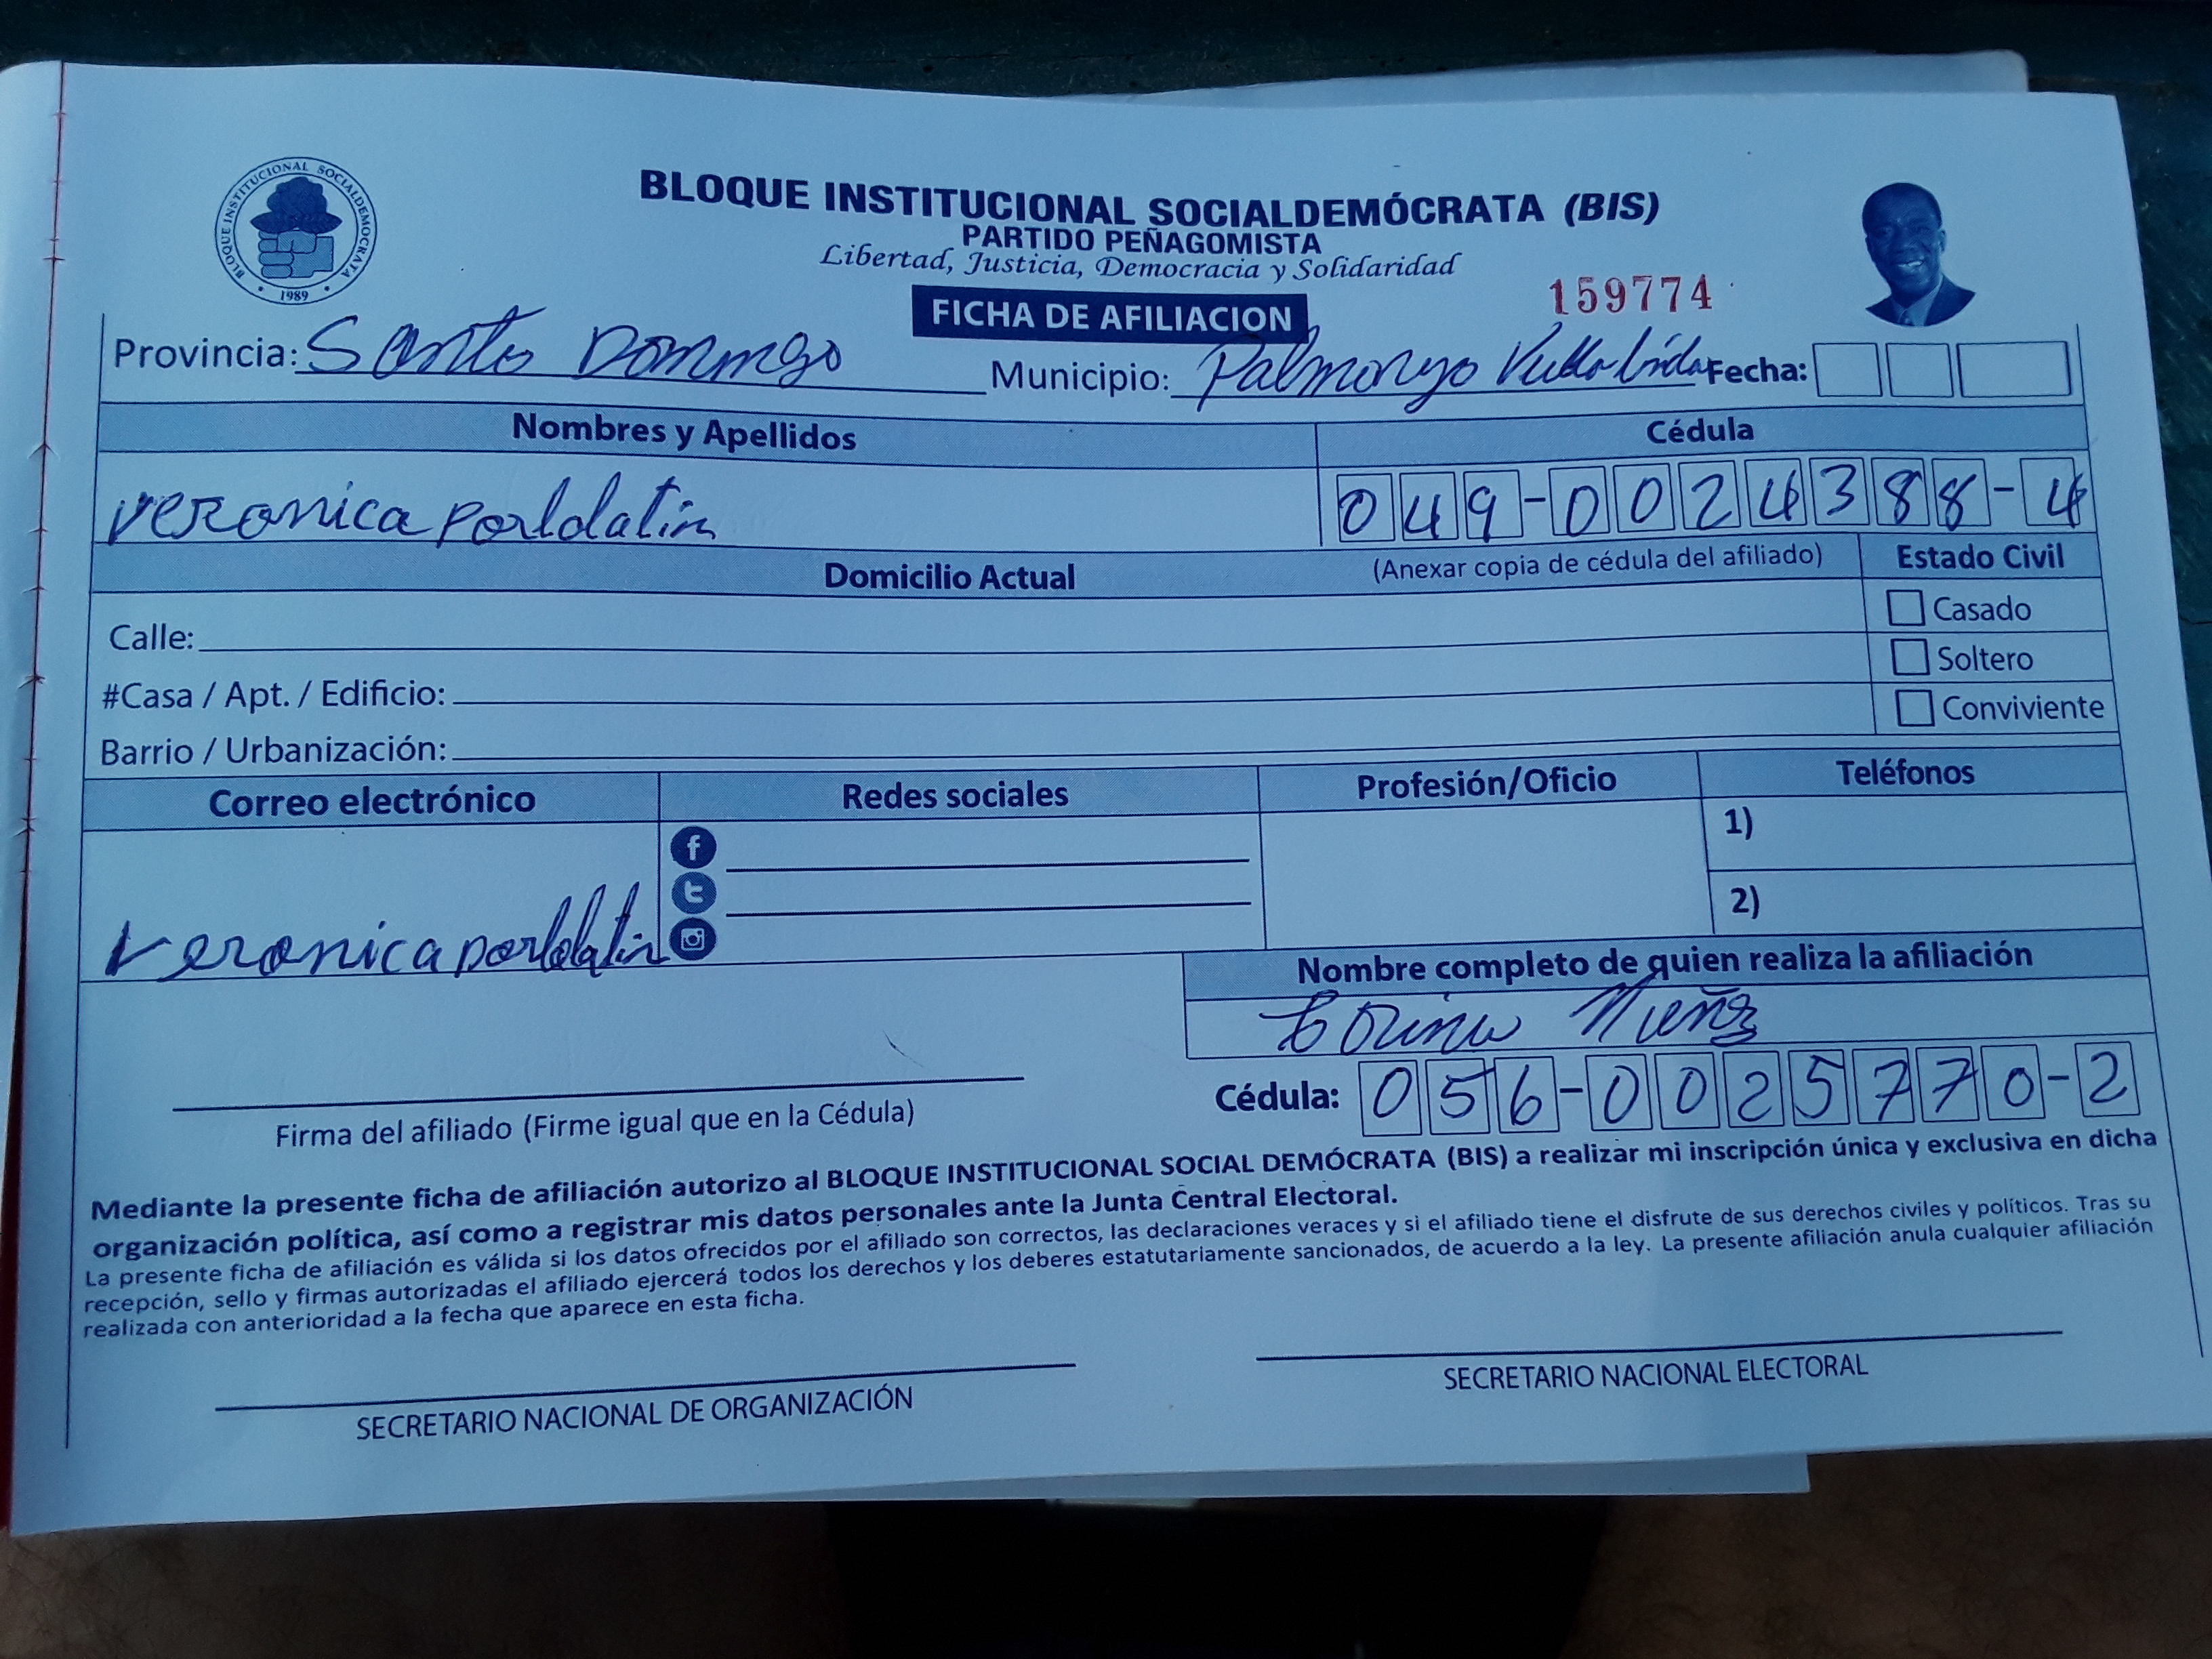 BLOQUE INSTITUCIONAL SOCIALDEMOCRATA
1989
BLOQUE INSTITUCIONAL SOCIALDEMÓCRATA (BIS)
PARTIDO PEÑAGOMISTA
Libertad, Justicia, Democracia y Solidaridad
159774
FICHA DE AFILIACION
Provincia: Santo Domingo Municipio: Fecha:
Nombres y Apellidos Cédula
veronica 049-0024388-4
Domicilio Actual (Anexar copia de cédula del afiliado) Estado Civil
Calle: Casado
#Casa / Apt. / Edificio: Soltero
Barrio / Urbanización: Conviviente
Correo electrónico Redes sociales Profesión/Oficio Teléfonos
1)
2)
veronica
Nombre completo de quien realiza la afiliación
Cédula: 056-0025770-2
Firma del afiliado (Firme igual que en la Cédula)
Mediante la presente ficha de afiliación autorizo al BLOQUE INSTITUCIONAL SOCIAL DEMÓCRATA (BIS) a realizar mi inscripción única y exclusiva en dicha
organización política, así como a registrar mis datos personales ante la Junta Central Electoral.
La presente ficha de afiliación es válida si los datos ofrecidos por el afiliado son correctos, las declaraciones veraces y si el afiliado tiene el disfrute de sus derechos civiles y políticos. Tras su
recepción, sello y firmas autorizadas el afiliado ejercerá todos los derechos y los deberes estatutariamente sancionados, de acuerdo a la ley. La presente afiliación anula cualquier afiliación
realizada con anterioridad a la fecha que aparece en esta ficha.
SECRETARIO NACIONAL DE ORGANIZACIÓN
SECRETARIO NACIONAL ELECTORAL